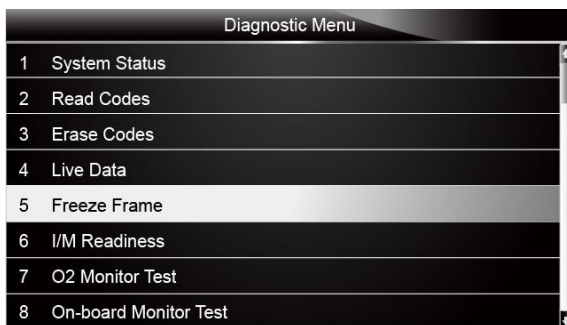 Diagnostic Menu
1 System Status
2 Read Codes
3 Erase Codes
4 Live Data
5 Freeze Frame
6 I/M Readiness
7 O2 Monitor Test
8 On-board Monitor Test